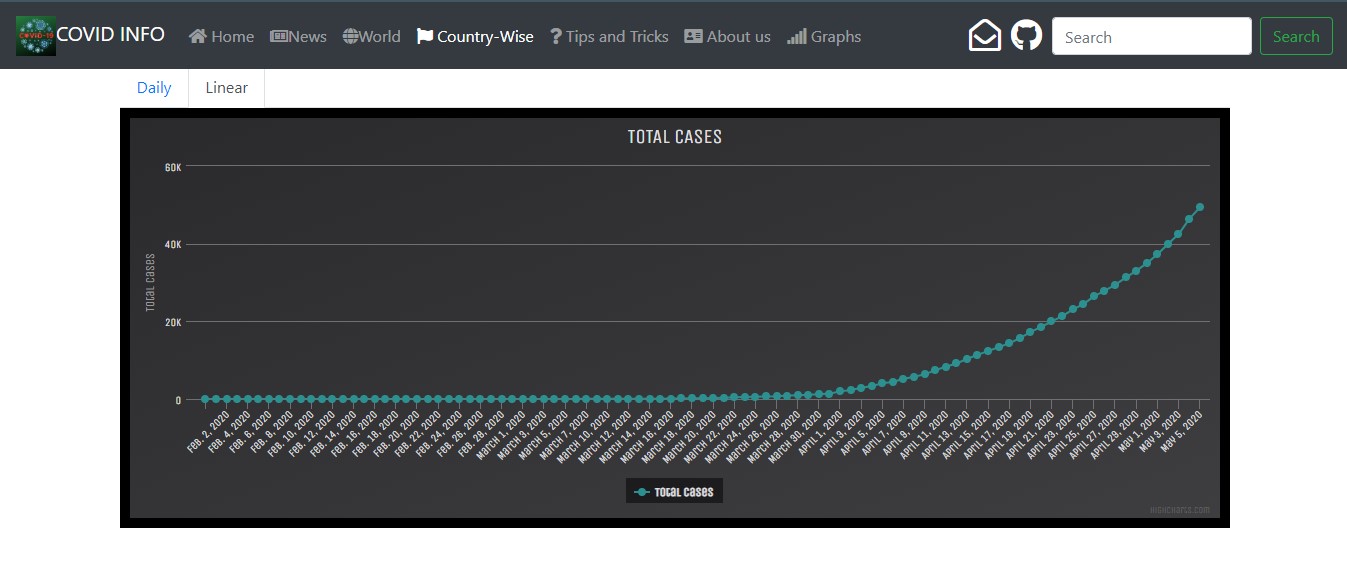 COVID-19 COVID INFO Home News World Country-Wise Tips and Tricks About us Graphs Search Search
Daily Linear
TOTAL CASES
60K
40K
20K
0
Total Cases
Feb. 2, 2020 Feb. 4, 2020 Feb. 6, 2020 Feb. 8, 2020 Feb. 10, 2020 Feb. 12, 2020 Feb. 14, 2020 Feb. 16, 2020 Feb. 18, 2020 Feb. 20, 2020 Feb. 22, 2020 Feb. 24, 2020 Feb. 26, 2020 Feb. 28, 2020 March 1, 2020 March 3, 2020 March 5, 2020 March 7, 2020 March 10, 2020 March 12, 2020 March 14, 2020 March 16, 2020 March 18, 2020 March 20, 2020 March 22, 2020 March 24, 2020 March 26, 2020 March 28, 2020 March 30, 2020 April 1, 2020 April 3, 2020 April 5, 2020 April 7, 2020 April 9, 2020 April 11, 2020 April 13, 2020 April 15, 2020 April 17, 2020 April 19, 2020 April 21, 2020 April 23, 2020 April 25, 2020 April 27, 2020 April 29, 2020 May 1, 2020 May 3, 2020 May 5, 2020
Total Cases
Highcharts.com